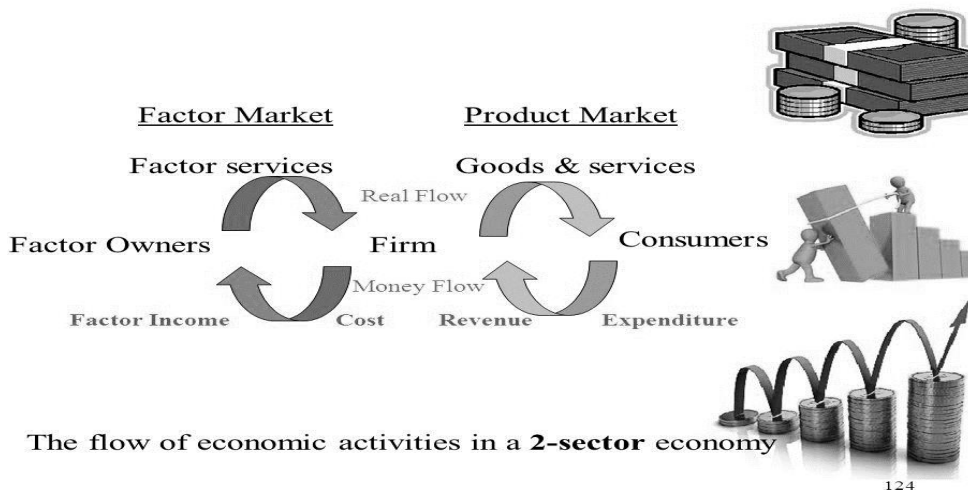 Factor Market Product Market
Factor services Goods & services
Real Flow
Factor Owners Firm Consumers
Money Flow
Factor Income Cost Revenue Expenditure
The flow of economic activities in a 2-sector economy
124